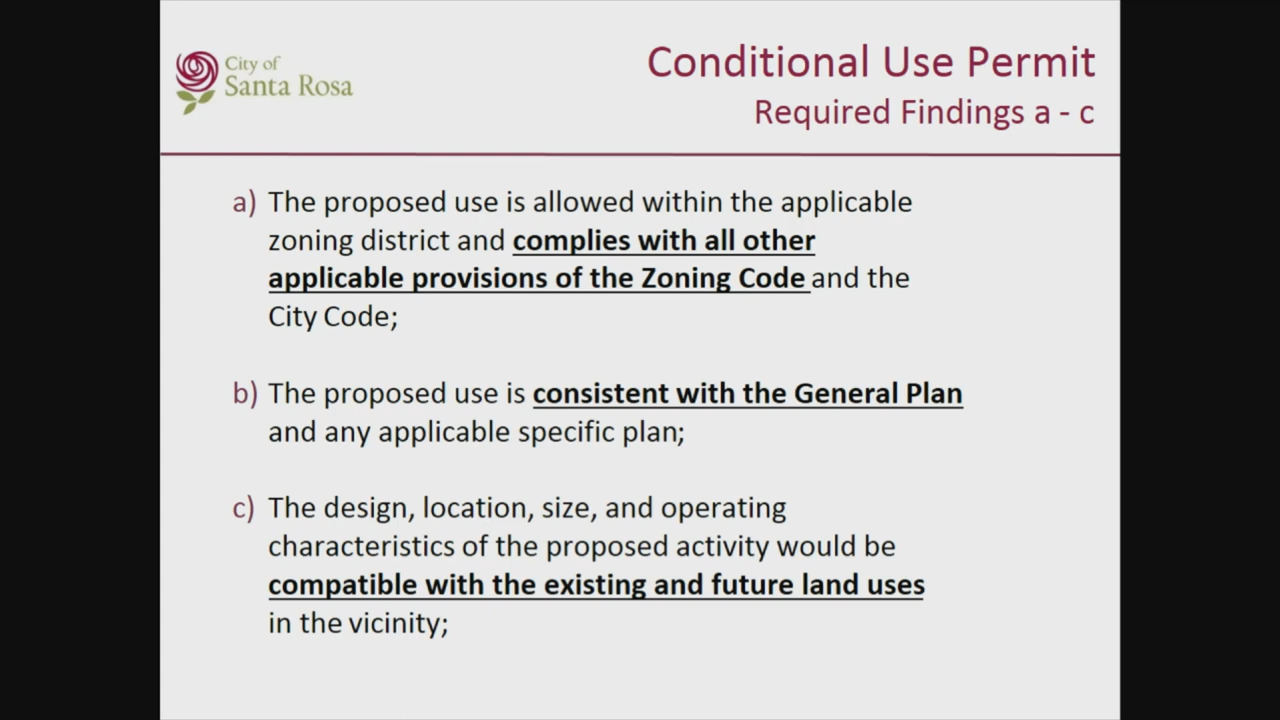 City of
Santa Rosa
Conditional Use Permit
Required Findings a - c
a) The proposed use is allowed within the applicable
zoning district and complies with all other
applicable provisions of the Zoning Code and the
City Code;
b) The proposed use is consistent with the General Plan
and any applicable specific plan;
c) The design, location, size, and operating
characteristics of the proposed activity would be
compatible with the existing and future land uses
in the vicinity;